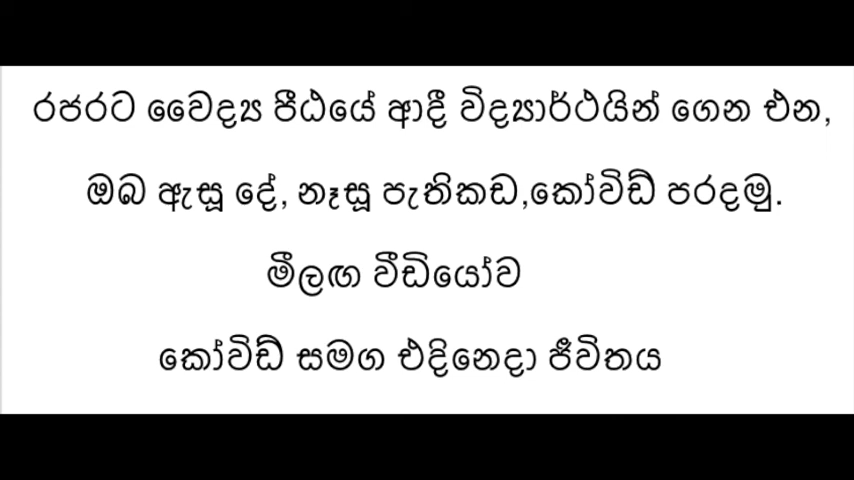 රජරට වෛද්‍ය පීඨයේ ආදී විද්‍යාර්ථයින් ගෙන එන,
ඔබ ඇසූ දේ, නෑසූ පැතිකඩ,කෝවිඩ් පරදමු.
මීලඟ වීඩියෝව
කෝවිඩ් සමග එදිනෙදා ජීවිතය